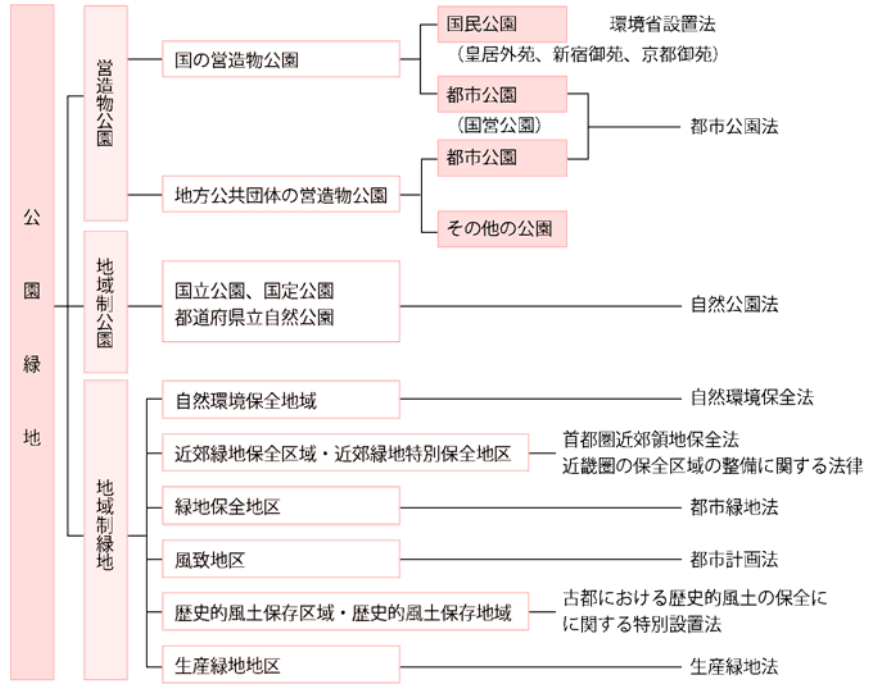 公園緑地
営造物公園
国の営造物公園
国民公園
環境省設置法
（皇居外苑、新宿御苑、京都御苑）
都市公園
（国営公園）
都市公園法
都市公園
地方公共団体の営造物公園
その他の公園
地域制公園
国立公園、国定公園
都道府県立自然公園
自然公園法
地域制緑地
自然環境保全地域
自然環境保全法
近郊緑地保全区域・近郊緑地特別保全地区
首都圏近郊領地保全法
近畿圏の保全区域の整備に関する法律
緑地保全地区
都市緑地法
風致地区
都市計画法
歴史的風土保存区域・歴史的風土保存地域
古都における歴史的風土の保全に
に関する特別設置法
生産緑地地区
生産緑地法